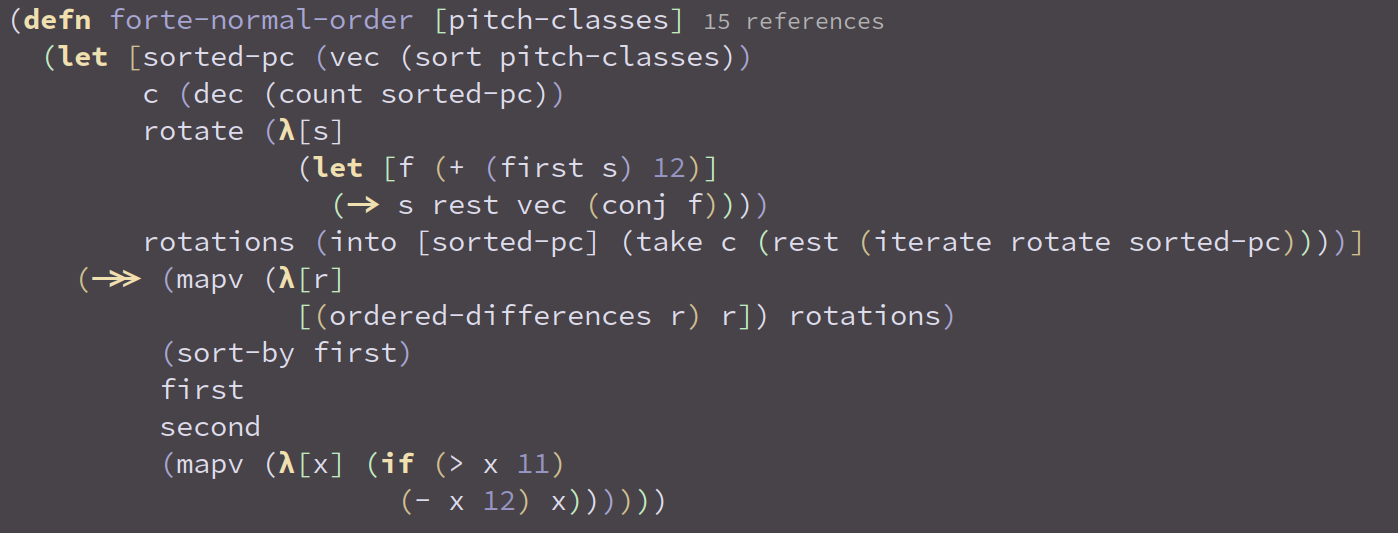 (defn forte-normal-order [pitch-classes] 15 references
(let [sorted-pc (vec (sort pitch-classes))
c (dec (count sorted-pc))
rotate (λ[s]
(let [f (+ (first s) 12)]
(→ s rest vec (conj f))))
rotations (into [sorted-pc] (take c (rest (iterate rotate sorted-pc))))]
(↠ (mapv (λ[r]
[(ordered-differences r) r]) rotations)
(sort-by first)
first
second
(mapv (λ[x] (if (> x 11)
(- x 12) x))))))